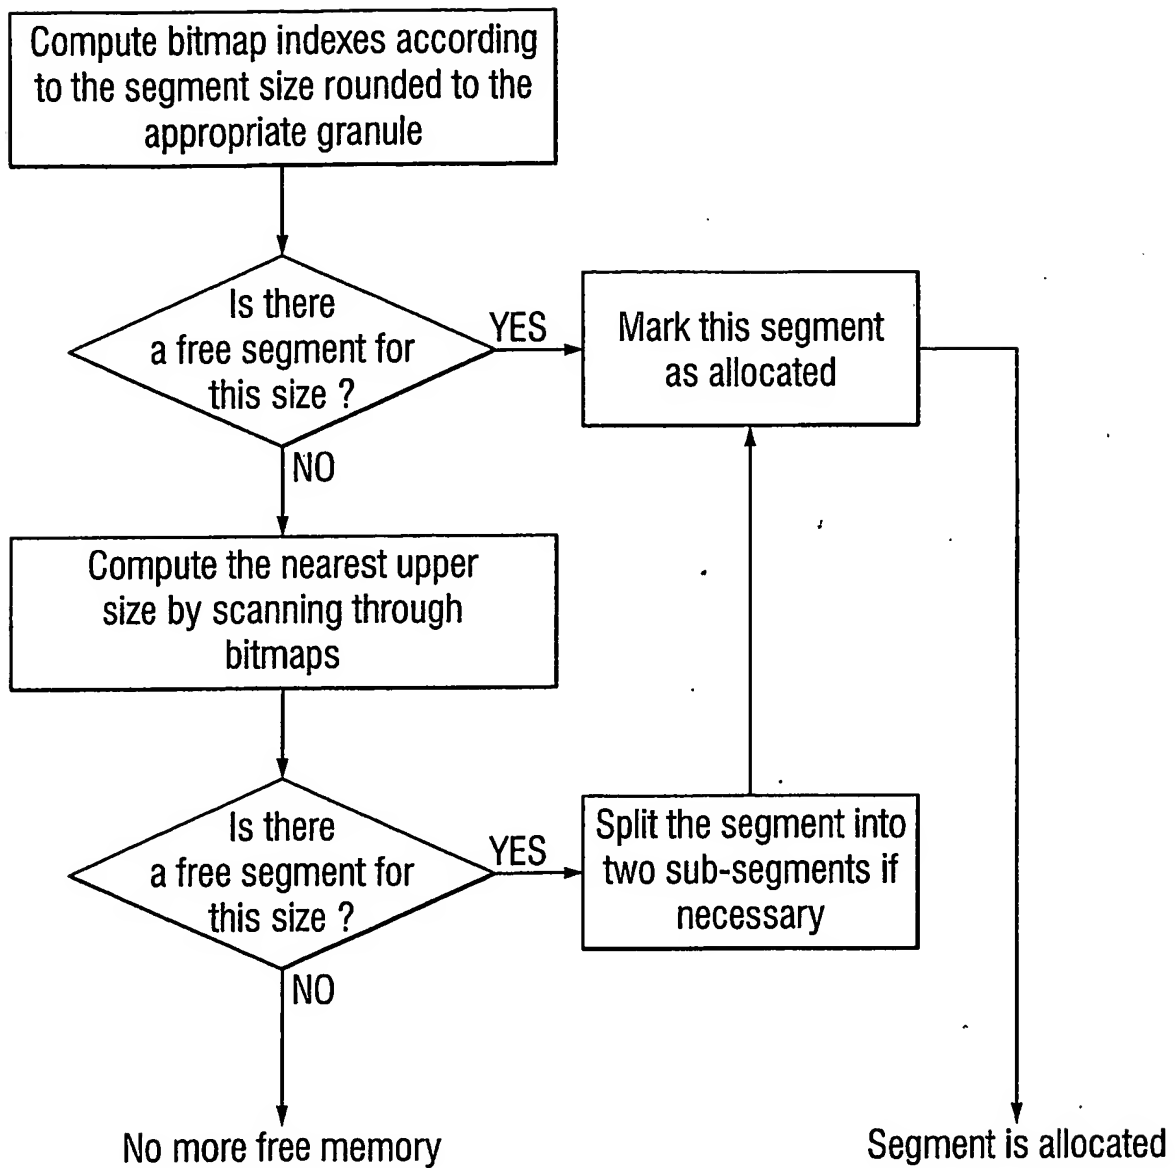 Compute bitmap indexes according
to the segment size rounded to the
appropriate granule
Is there
a free segment for
this size ?
YES
Mark this segment
as allocated
NO
Compute the nearest upper
size by scanning through
bitmaps
Is there
a free segment for
this size ?
YES
Split the segment into
two sub-segments if
necessary
NO
No more free memory
Segment is allocated